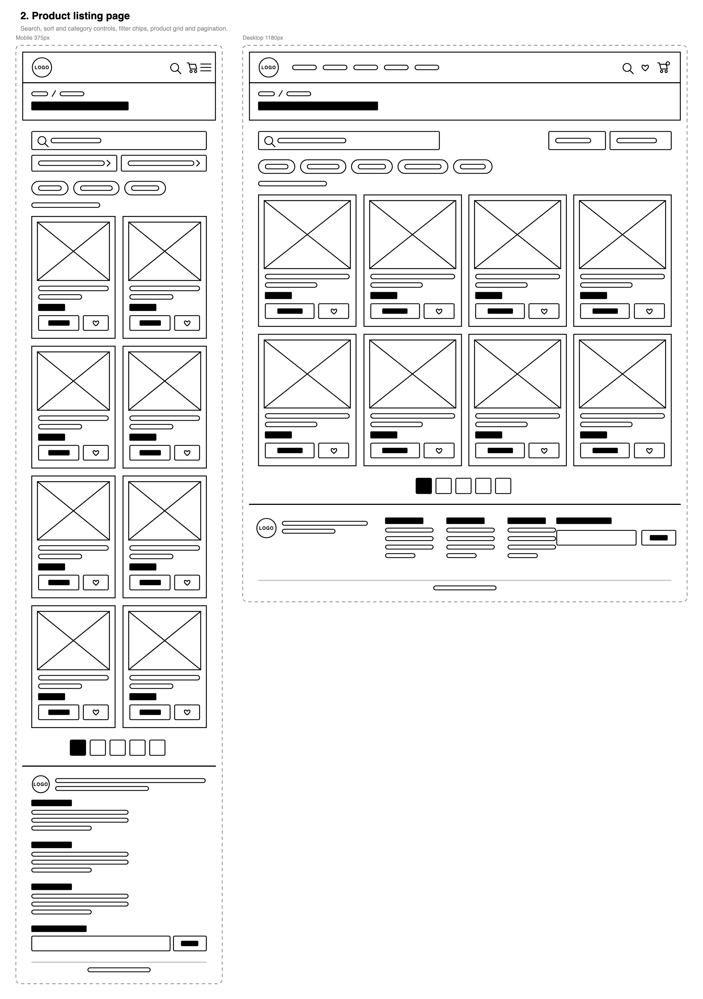 2. Product listing page
Search, sort and category controls, filter chips, product grid and pagination.
Mobile 375px
Desktop 1180px
LOGO
LOGO
LOGO
LOGO